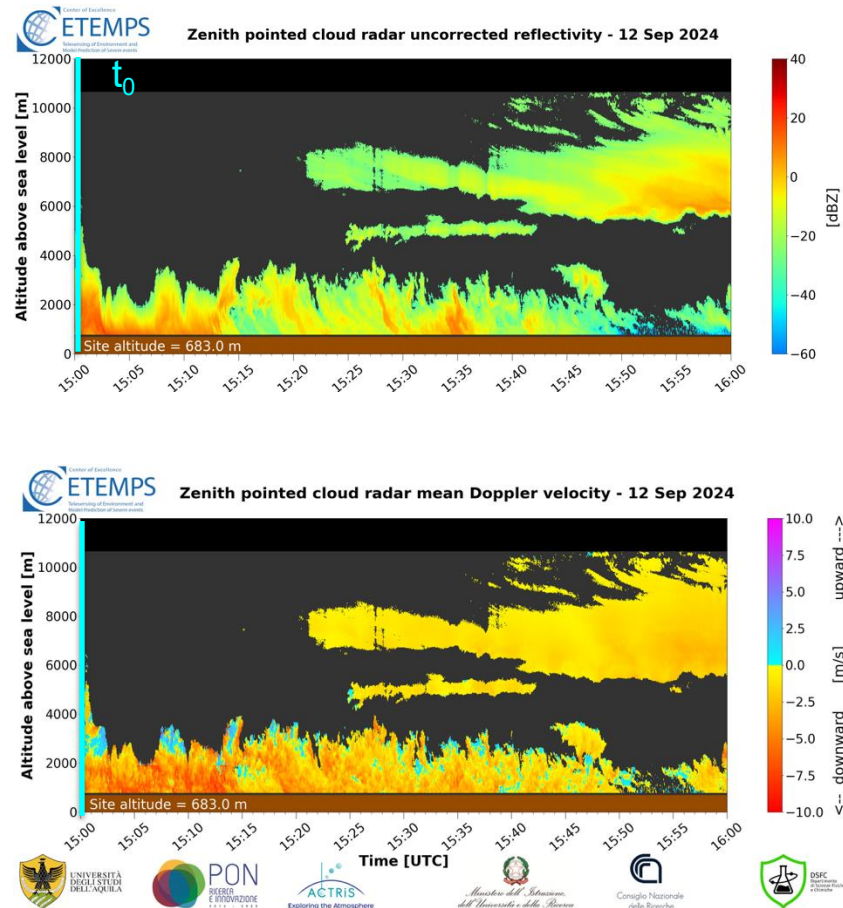 Center of Excellence
CETEMPS
Telesensing of Environment and
Model Prediction of Severe events
Zenith pointed cloud radar uncorrected reflectivity - 12 Sep 2024
t0
Altitude above sea level [m]
12000
10000
8000
6000
4000
2000
0
Site altitude = 683.0 m
15:00 15:05 15:10 15:15 15:20 15:25 15:30 15:35 15:40 15:45 15:50 15:55 16:00
40
20
0
−20
−40
−60
[dBZ]
Center of Excellence
CETEMPS
Telesensing of Environment and
Model Prediction of Severe events
Zenith pointed cloud radar mean Doppler velocity - 12 Sep 2024
Altitude above sea level [m]
12000
10000
8000
6000
4000
2000
0
Site altitude = 683.0 m
15:00 15:05 15:10 15:15 15:20 15:25 15:30 15:35 15:40 15:45 15:50 15:55 16:00
Time [UTC]
10.0
7.5
5.0
2.5
0.0
−2.5
−5.0
−7.5
−10.0
<-- downward [m/s] upward --->
UNIVERSITÀ
DEGLI STUDI
DELL'AQUILA
PON
RICERCA
E INNOVAZIONE
ACTRiS
Exploring the Atmosphere
Ministero dell'Istruzione,
dell'Università e della Ricerca
Consiglio Nazionale
delle Ricerche
DSFC